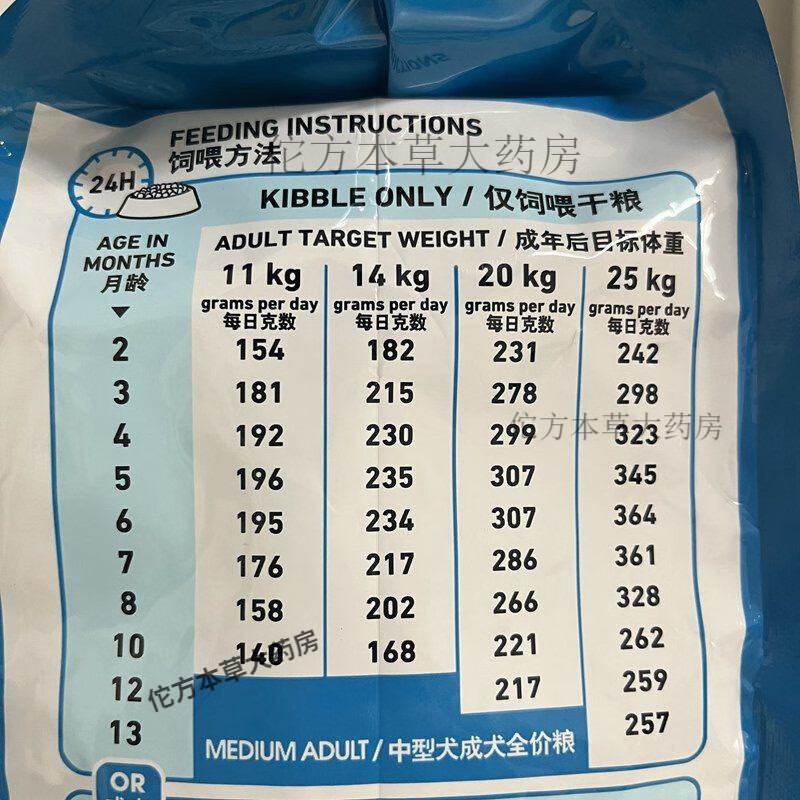 FEEDING INSTRUCTIONS
饲喂方法
佗方本草大药房
24H
KIBBLE ONLY / 仅饲喂干粮
AGE IN MONTHS
月龄
ADULT TARGET WEIGHT / 成年后目标体重
11 kg 14 kg 20 kg 25 kg
grams per day grams per day grams per day grams per day
每日克数 每日克数 每日克数 每日克数
2 154 182 231 242
3 181 215 278 298
佗方本草大药房
4 192 230 299 323
5 196 235 307 345
6 195 234 307 364
7 176 217 286 361
8 158 202 266 328
10 140 168 221 262
佗方本草大药房
12 217 259
13 257
MEDIUM ADULT / 中型犬成犬全价粮
OR